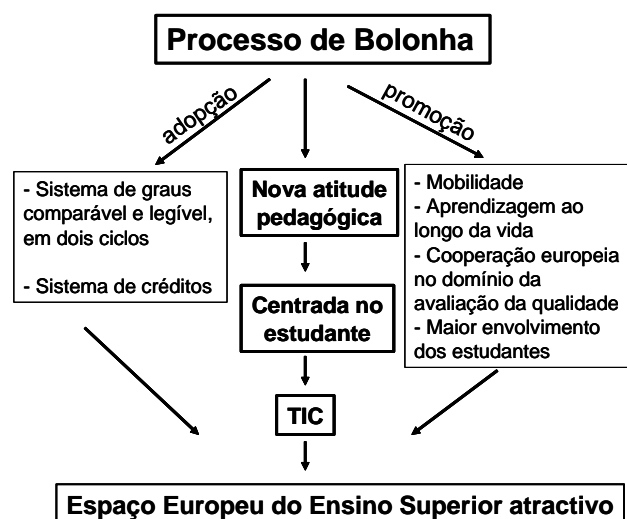 Processo de Bolonha
adopção
promoção
- Sistema de graus
comparável e legível,
em dois ciclos
- Sistema de créditos
Nova atitude
pedagógica
Centrada no
estudante
TIC
- Mobilidade
- Aprendizagem ao
longo da vida
- Cooperação europeia
no domínio da
avaliação da qualidade
- Maior envolvimento
dos estudantes
Espaço Europeu do Ensino Superior atractivo